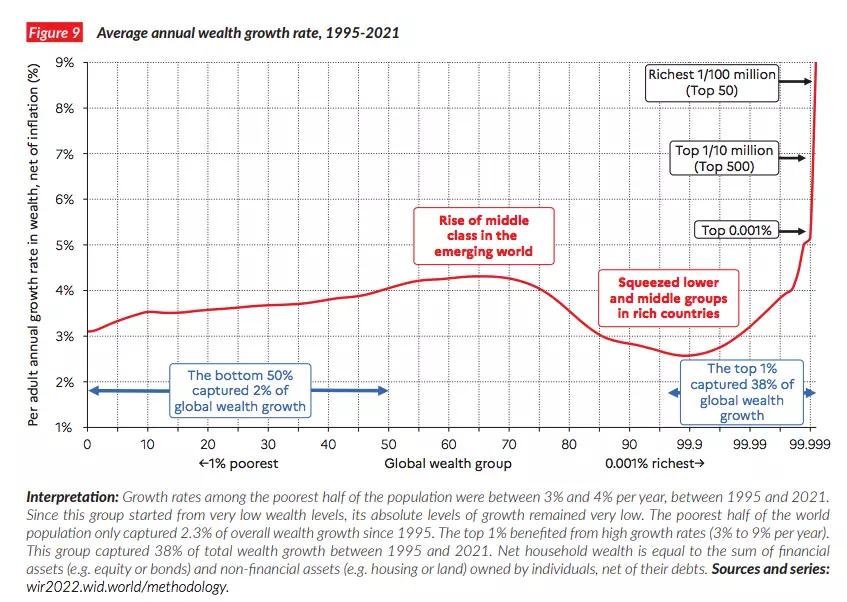 Figure 9 Average annual wealth growth rate, 1995-2021
Per adult annual growth rate in wealth, net of inflation (%)
9%
8%
7%
6%
5%
4%
3%
2%
1%
Richest 1/100 million
(Top 50)
Top 1/10 million
(Top 500)
Top 0.001%
Rise of middle
class in the
emerging world
Squeezed lower
and middle groups
in rich countries
The bottom 50%
captured 2% of
global wealth growth
The top 1%
captured 38% of
global wealth
growth
0 10 20 30 40 50 60 70 80 90 99.9 99.99 99.999
←1% poorest Global wealth group 0.001% richest→
Interpretation: Growth rates among the poorest half of the population were between 3% and 4% per year, between 1995 and 2021.
Since this group started from very low wealth levels, its absolute levels of growth remained very low. The poorest half of the world
population only captured 2.3% of overall wealth growth since 1995. The top 1% benefited from high growth rates (3% to 9% per year).
This group captured 38% of total wealth growth between 1995 and 2021. Net household wealth is equal to the sum of financial
assets (e.g. equity or bonds) and non-financial assets (e.g. housing or land) owned by individuals, net of their debts. Sources and series:
wir2022.wid.world/methodology.